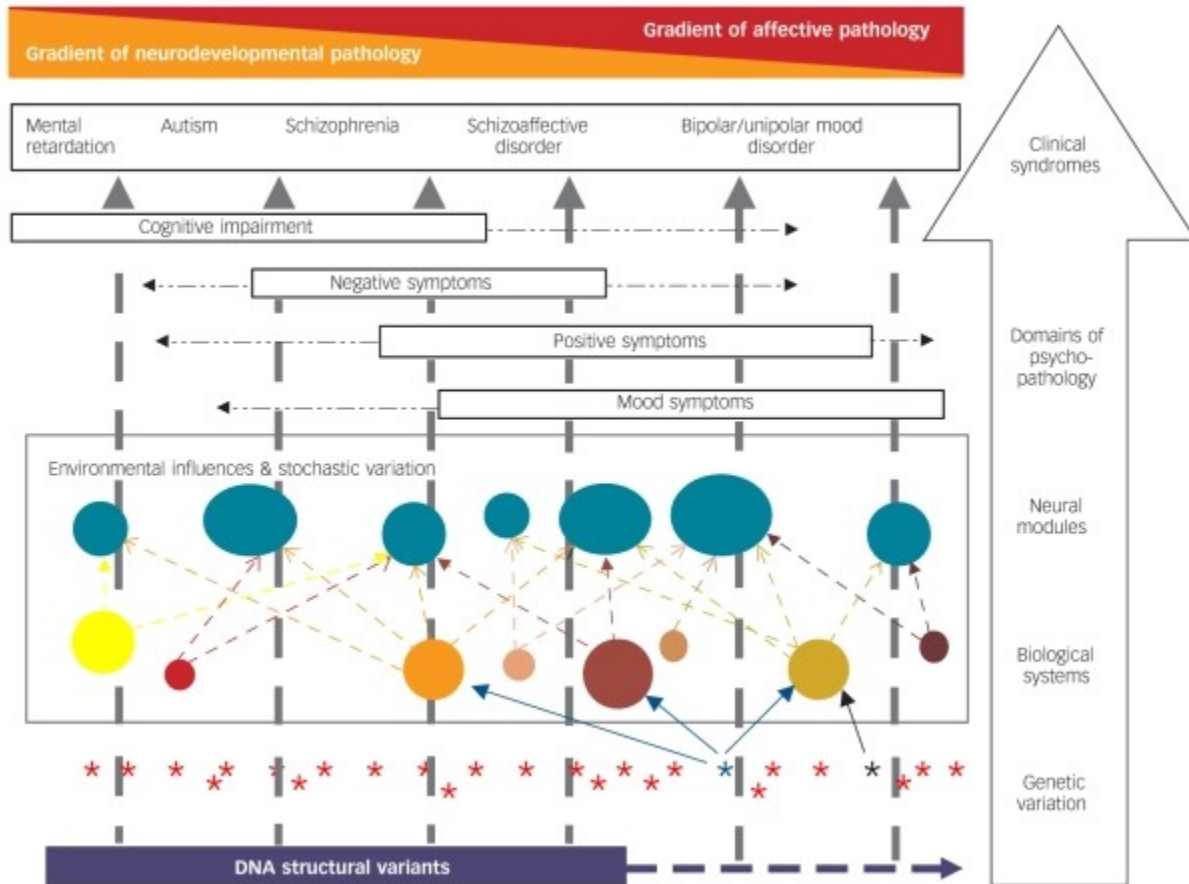 Gradient of affective pathology
Gradient of neurodevelopmental pathology
Mental
retardation
Autism
Schizophrenia
Schizoaffective
disorder
Bipolar/unipolar mood
disorder
Clinical
syndromes
Cognitive impairment
Negative symptoms
Positive symptoms
Mood symptoms
Domains of
psycho-
pathology
Environmental influences & stochastic variation
Neural
modules
Biological
systems
Genetic
variation
DNA structural variants